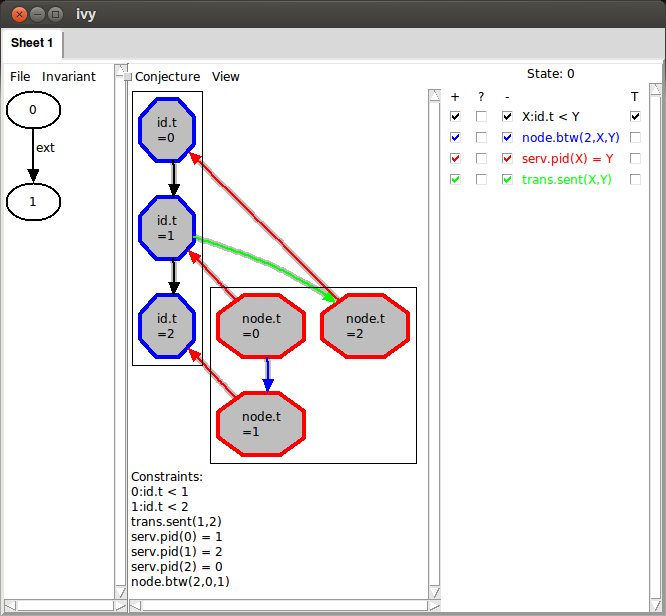 ivy
Sheet 1
File Invariant
Conjecture View
State: 0
+ ? - T
X:id.t < Y
node.btw(2,X,Y)
serv.pid(X) = Y
trans.sent(X,Y)
0
ext
1
id.t
=0
id.t
=1
id.t
=2
node.t
=0
node.t
=2
node.t
=1
Constraints:
0:id.t < 1
1:id.t < 2
trans.sent(1,2)
serv.pid(0) = 1
serv.pid(1) = 2
serv.pid(2) = 0
node.btw(2,0,1)